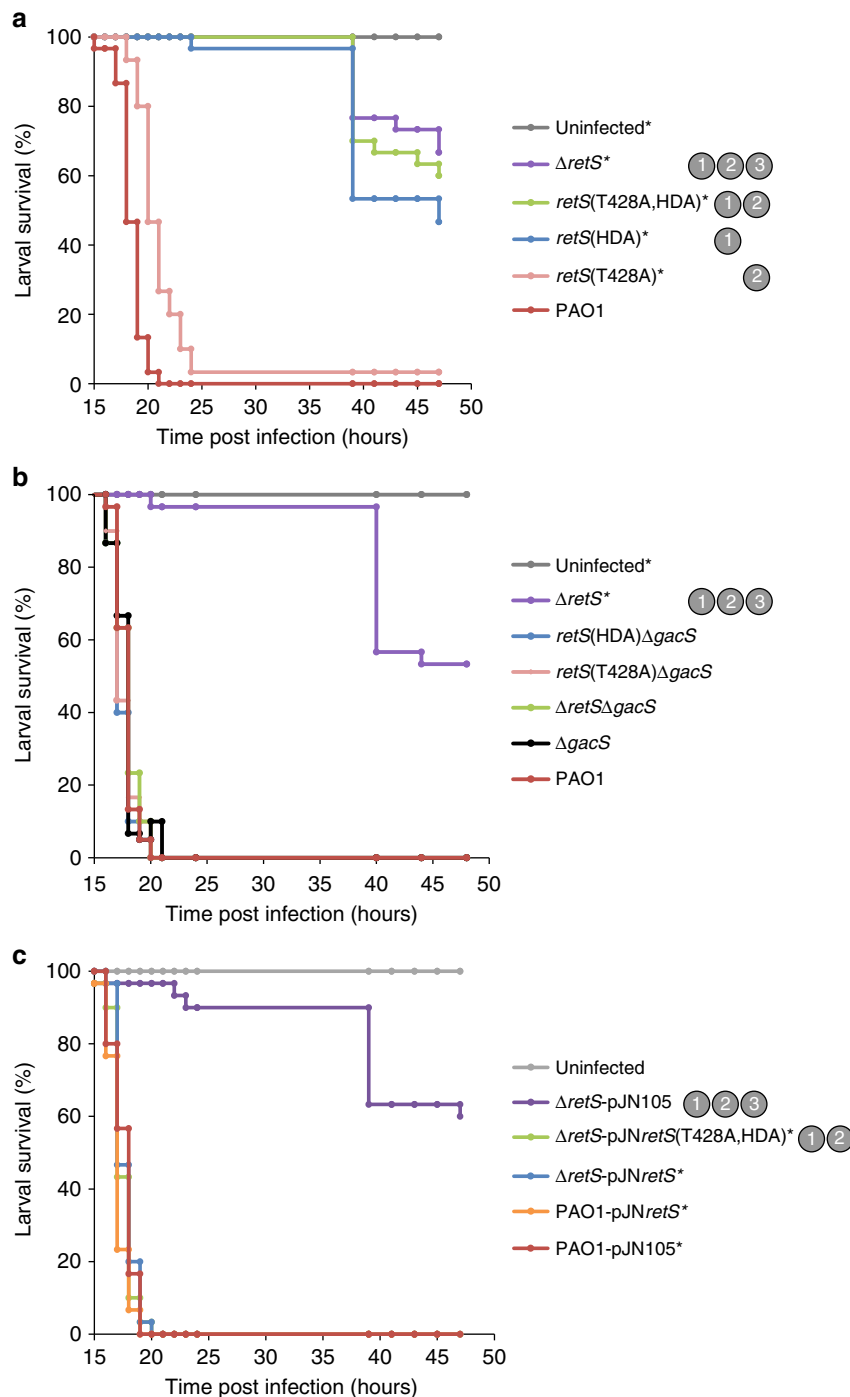 a
100
80
60
40
20
0
Larval survival (%)
15 20 25 30 35 40 45 50
Time post infection (hours)
Uninfected*
ΔretS* 1 2 3
retS(T428A,HDA)* 1 2
retS(HDA)* 1
retS(T428A)* 2
PAO1
b
100
80
60
40
20
0
Larval survival (%)
15 20 25 30 35 40 45 50
Time post infection (hours)
Uninfected*
ΔretS* 1 2 3
retS(HDA)ΔgacS
retS(T428A)ΔgacS
ΔretSΔgacS
ΔgacS
PAO1
c
100
80
60
40
20
0
Larval survival (%)
15 20 25 30 35 40 45 50
Time post infection (hours)
Uninfected
ΔretS-pJN105 1 2 3
ΔretS-pJNretS(T428A,HDA)* 1 2
ΔretS-pJNretS*
PAO1-pJNretS*
PAO1-pJN105*